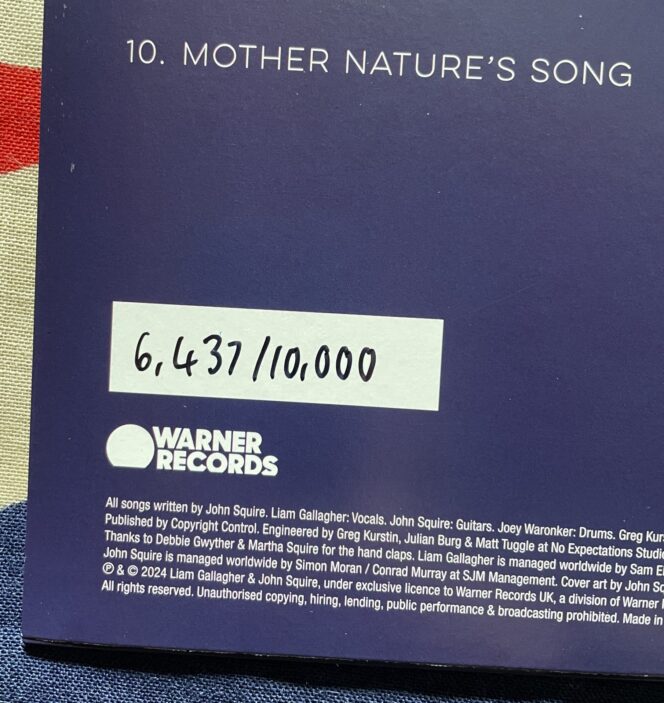 10. MOTHER NATURE'S SONG
6,437/10,000
WARNER
RECORDS
All songs written by John Squire. Liam Gallagher: Vocals. John Squire: Guitars. Joey Waronker: Drums. Greg
Published by Copyright Control. Engineered by Greg Kurstin, Julian Burg & Matt Tuggle at No Expectations
Thanks to Debbie Gwyther & Martha Squire for the hand claps. Liam Gallagher is managed worldwide by Sam
John Squire is managed worldwide by Simon Moran / Conrad Murray at SJM Management. Cover art by John
℗ & © 2024 Liam Gallagher & John Squire, under exclusive licence to Warner Records UK, a division of Warner
All rights reserved. Unauthorised copying, hiring, lending, public performance & broadcasting prohibited. Made in